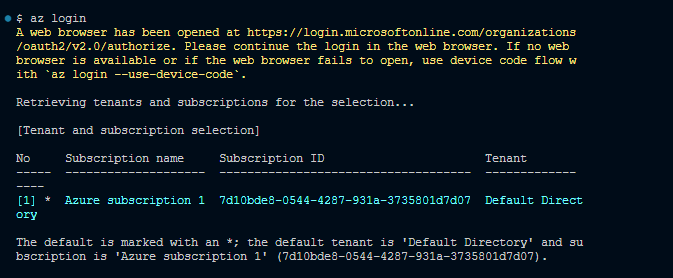 $ az login
A web browser has been opened at https://login.microsoftonline.com/organizations
/oauth2/v2.0/authorize. Please continue the login in the web browser. If no web
browser is available or if the web browser fails to open, use device code flow w
ith `az login --use-device-code`.
Retrieving tenants and subscriptions for the selection...
[Tenant and subscription selection]
No     Subscription name     Subscription ID                       Tenant
-----  --------------------  ------------------------------------  -------------
----
[1] *  Azure subscription 1  7d10bde8-0544-4287-931a-3735801d7d07  Default Direct
ory
The default is marked with an *; the default tenant is 'Default Directory' and su
bscription is 'Azure subscription 1' (7d10bde8-0544-4287-931a-3735801d7d07).